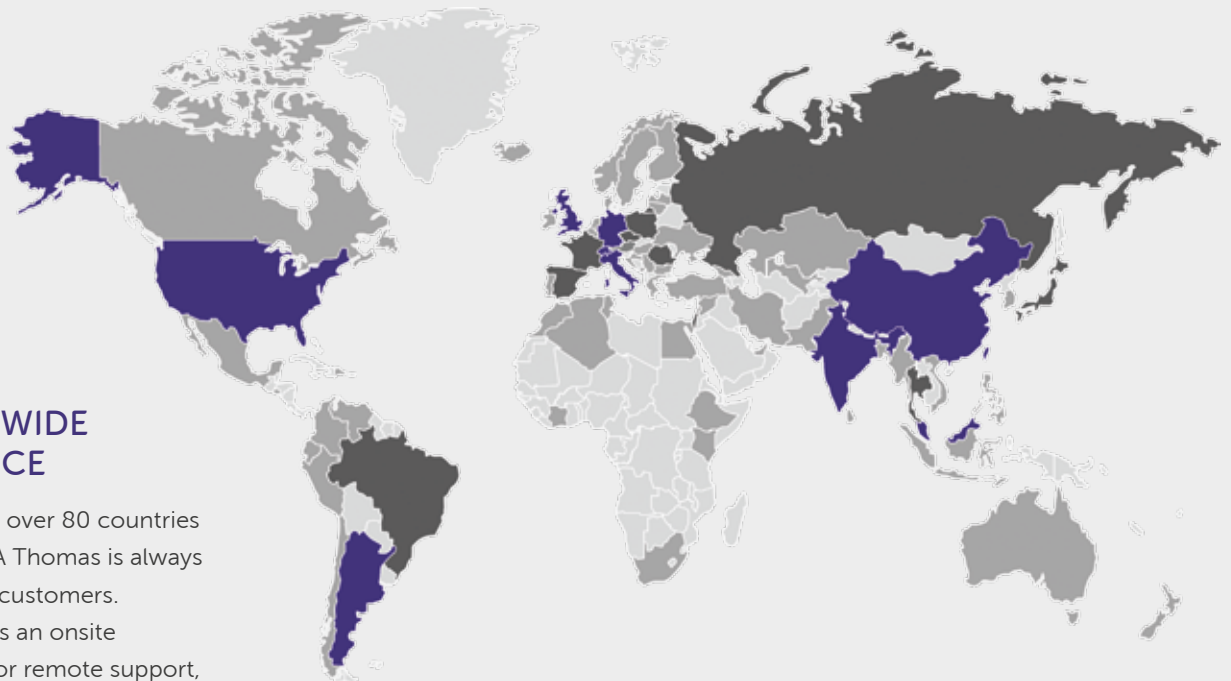 WIDE
CE
over 80 countries
A Thomas is always
customers.
s an onsite
or remote support,